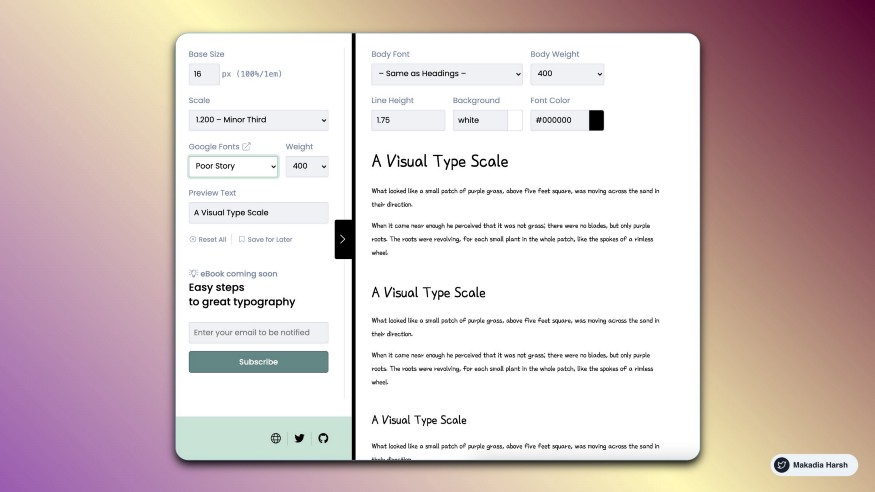 Base Size
16 px (100%/1em)
Scale
1.200 – Minor Third
Google Fonts Weight
Poor Story 400
Preview Text
A Visual Type Scale
Reset All Save for Later
eBook coming soon
Easy steps
to great typography
Enter your email to be notified
Subscribe
Body Font Body Weight
– Same as Headings – 400
Line Height Background Font Color
1.75 white #000000
A Visual Type Scale
What looked like a small patch of purple grass, above five feet square, was moving across the sand in
their direction.
When it came near enough he perceived that it was not grass; there were no blades, but only purple
roots. The roots were revolving, for each small plant in the whole patch, like the spokes of a rimless
wheel.
A Visual Type Scale
What looked like a small patch of purple grass, above five feet square, was moving across the sand in
their direction.
When it came near enough he perceived that it was not grass; there were no blades, but only purple
roots. The roots were revolving, for each small plant in the whole patch, like the spokes of a rimless
wheel.
A Visual Type Scale
What looked like a small patch of purple grass, above five feet square, was moving across the sand in
their direction.
Makadia Harsh